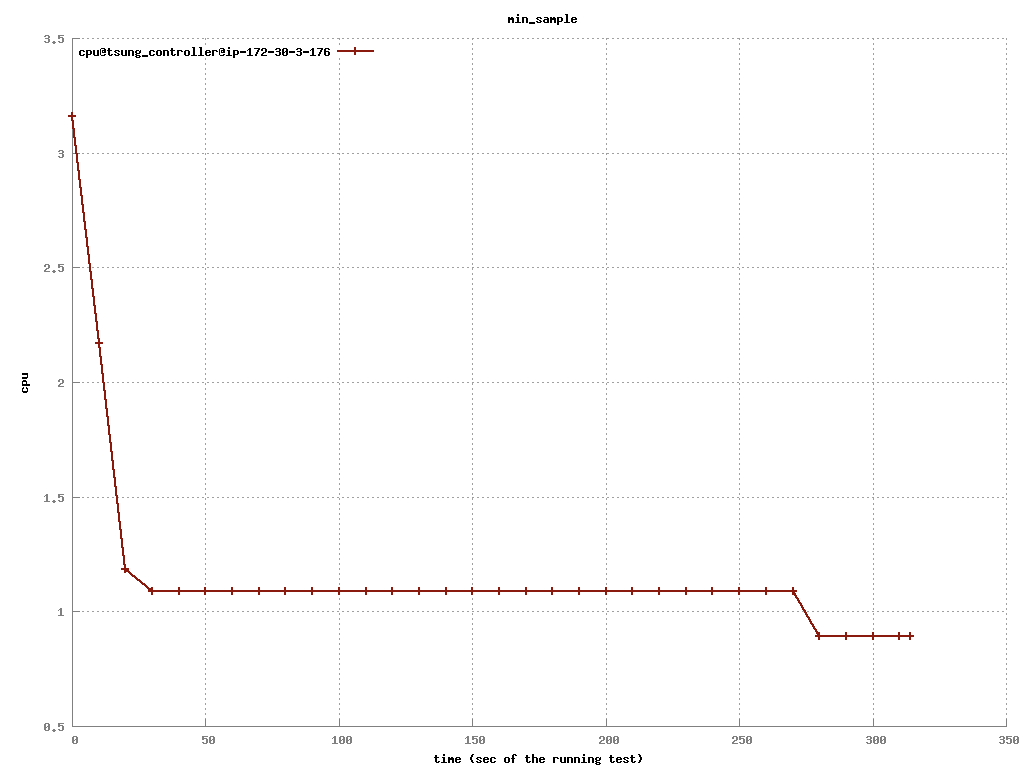 min_sample
cpu@tsung_controller@ip-172-30-3-176
3.5
3
2.5
2
1.5
1
0.5
cpu
0 50 100 150 200 250 300 350
time (sec of the running test)